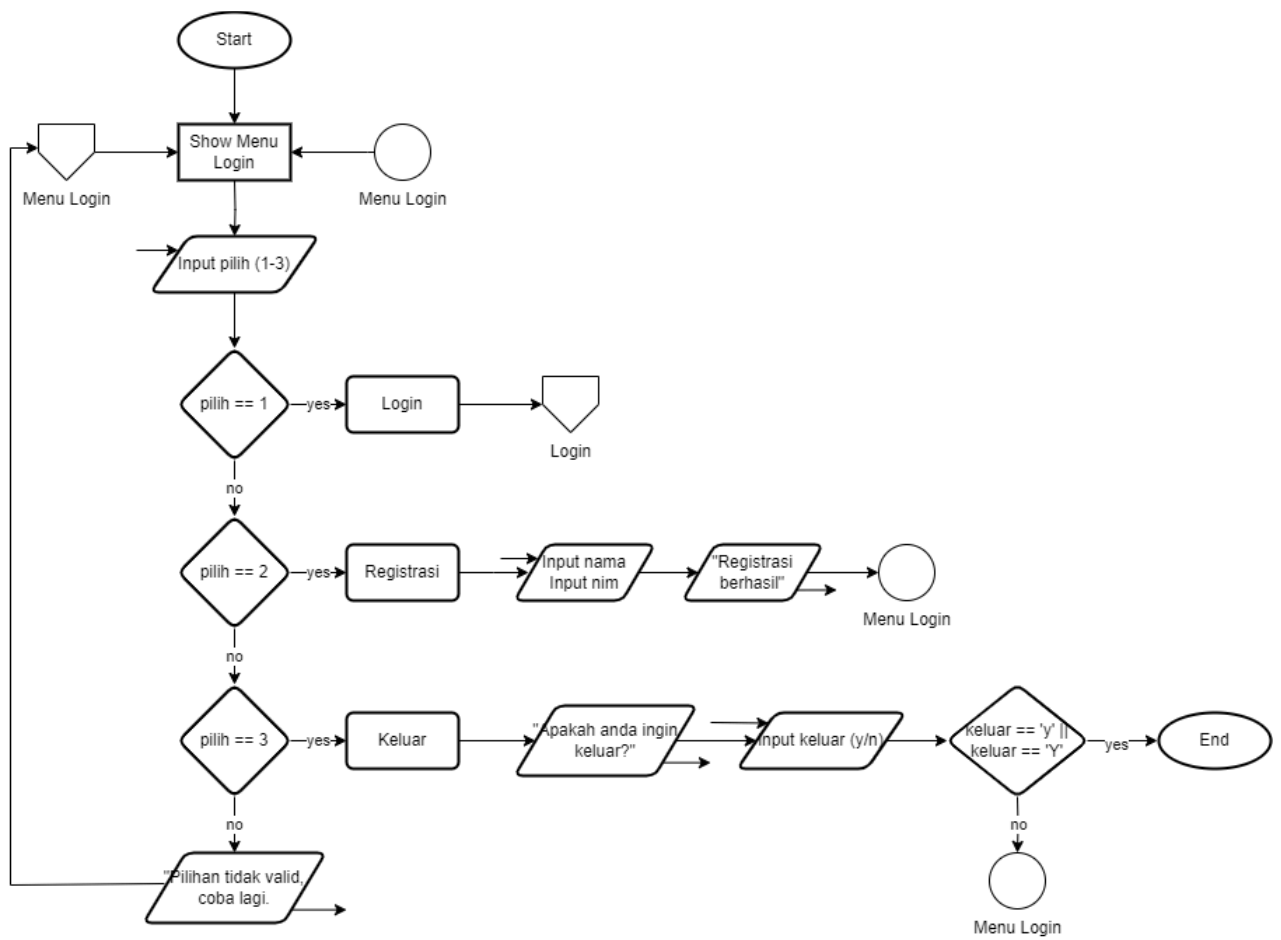 Start
Show Menu
Login
Menu Login
Menu Login
Input pilih (1-3)
pilih == 1
yes
Login
Login
no
pilih == 2
yes
Registrasi
Input nama
Input nim
"Registrasi
berhasil"
Menu Login
no
pilih == 3
yes
Keluar
"Apakah anda ingin
keluar?"
Input keluar (y/n)
keluar == 'y' ||
keluar == 'Y'
yes
End
no
no
"Pilihan tidak valid,
coba lagi.
Menu Login